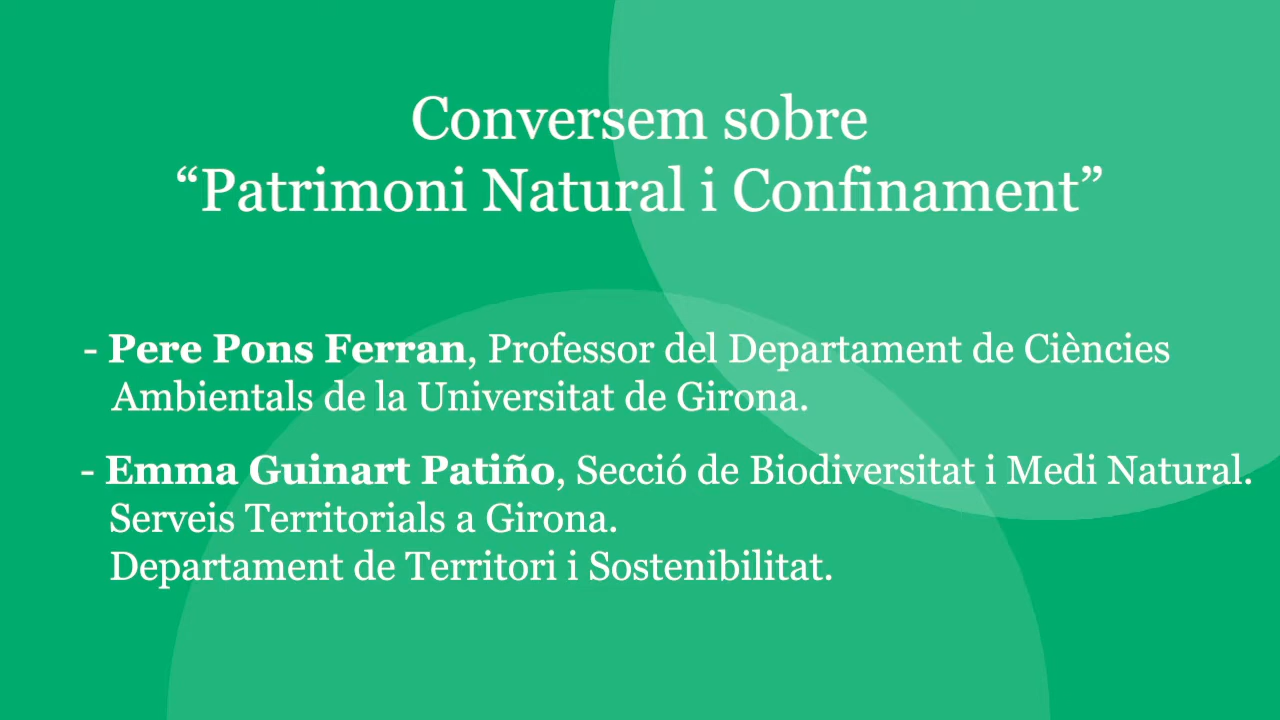 Conversem sobre
“Patrimoni Natural i Confinament”
- Pere Pons Ferran, Professor del Departament de Ciències
Ambientals de la Universitat de Girona.
- Emma Guinart Patiño, Secció de Biodiversitat i Medi Natural.
Serveis Territorials a Girona.
Departament de Territori i Sostenibilitat.